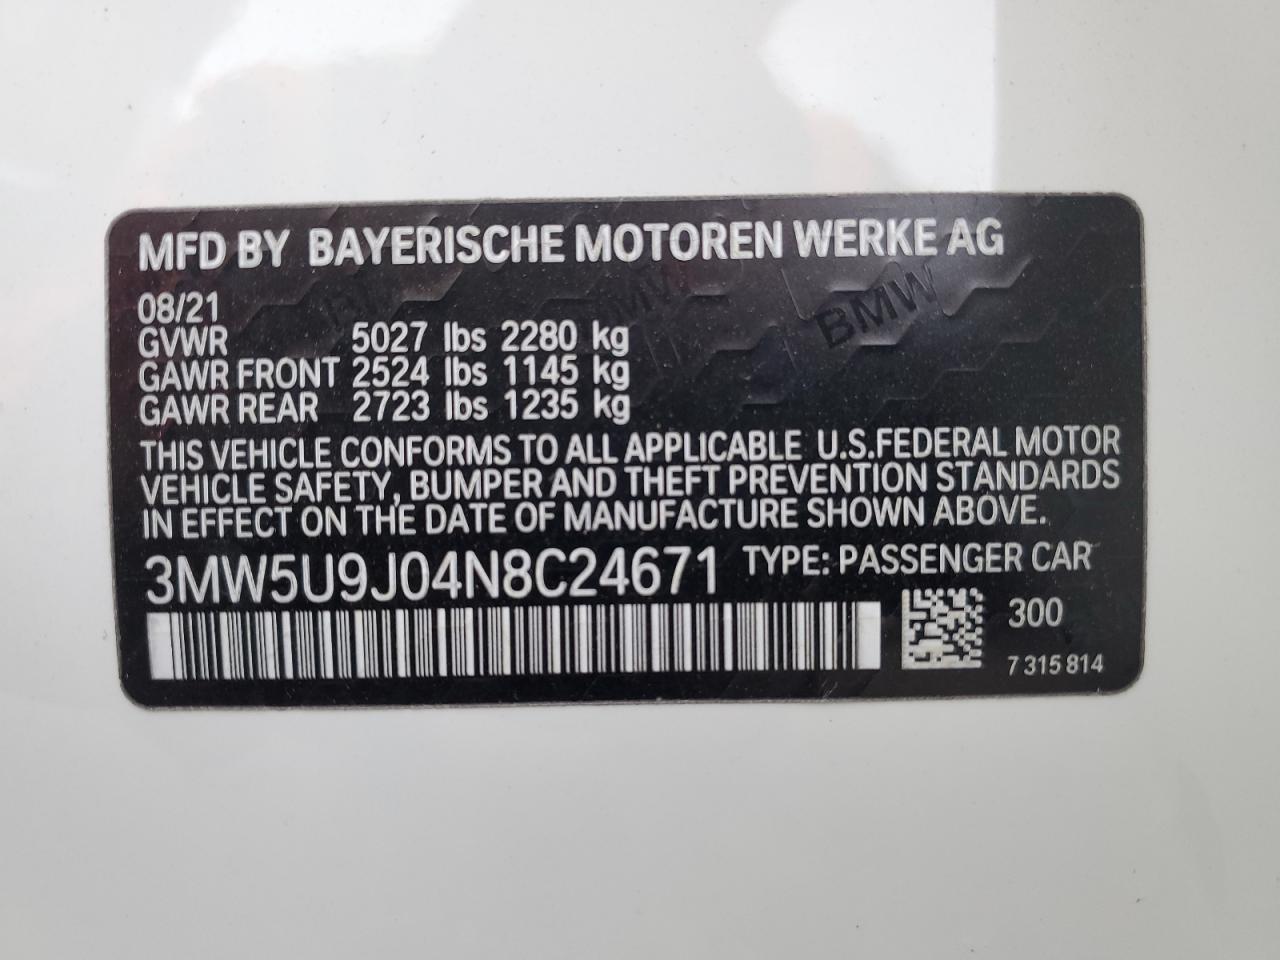 MFD BY BAYERISCHE MOTOREN WERKE AG
BMW
08/21
GVWR 5027 lbs 2280 kg
GAWR FRONT 2524 lbs 1145 kg
GAWR REAR 2723 lbs 1235 kg
THIS VEHICLE CONFORMS TO ALL APPLICABLE U.S.FEDERAL MOTOR
VEHICLE SAFETY, BUMPER AND THEFT PREVENTION STANDARDS
IN EFFECT ON THE DATE OF MANUFACTURE SHOWN ABOVE.
3MW5U9J04N8C24671 TYPE: PASSENGER CAR
300
7 315 814